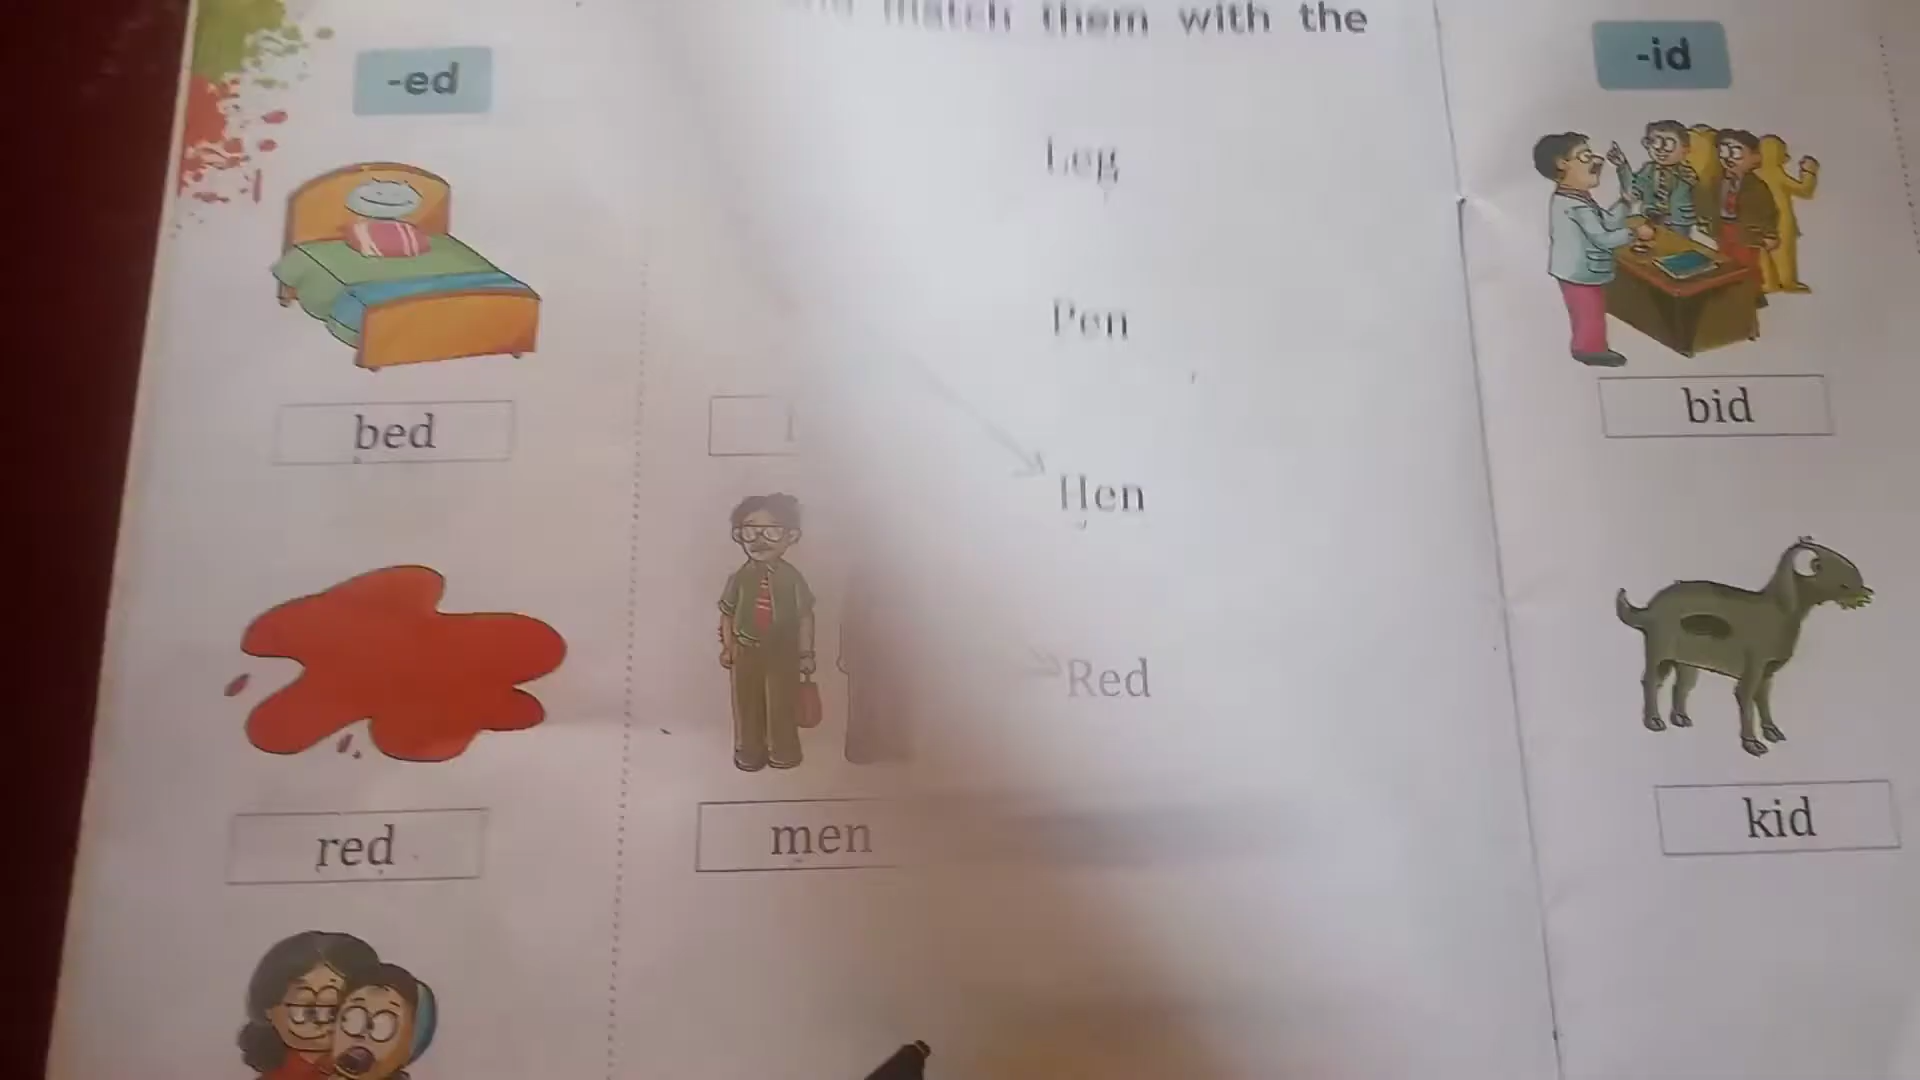 match them with the
-ed
-id
Leg
Pen
bed
bid
Hen
Red
red
men
kid